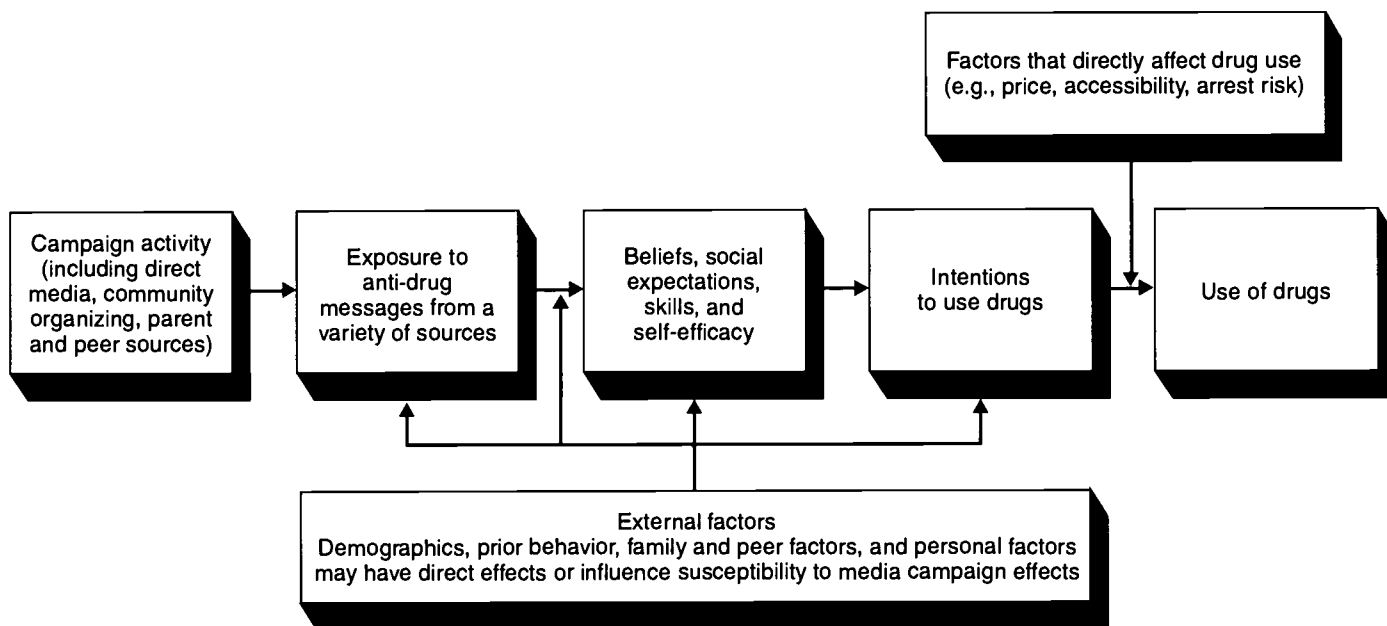 Factors that directly affect drug use
(e.g., price, accessibility, arrest risk)
Campaign activity
(including direct
media, community
organizing, parent
and peer sources)
Exposure to
anti-drug
messages from a
variety of sources
Beliefs, social
expectations,
skills, and
self-efficacy
Intentions
to use drugs
Use of drugs
External factors
Demographics, prior behavior, family and peer factors, and personal factors
may have direct effects or influence susceptibility to media campaign effects